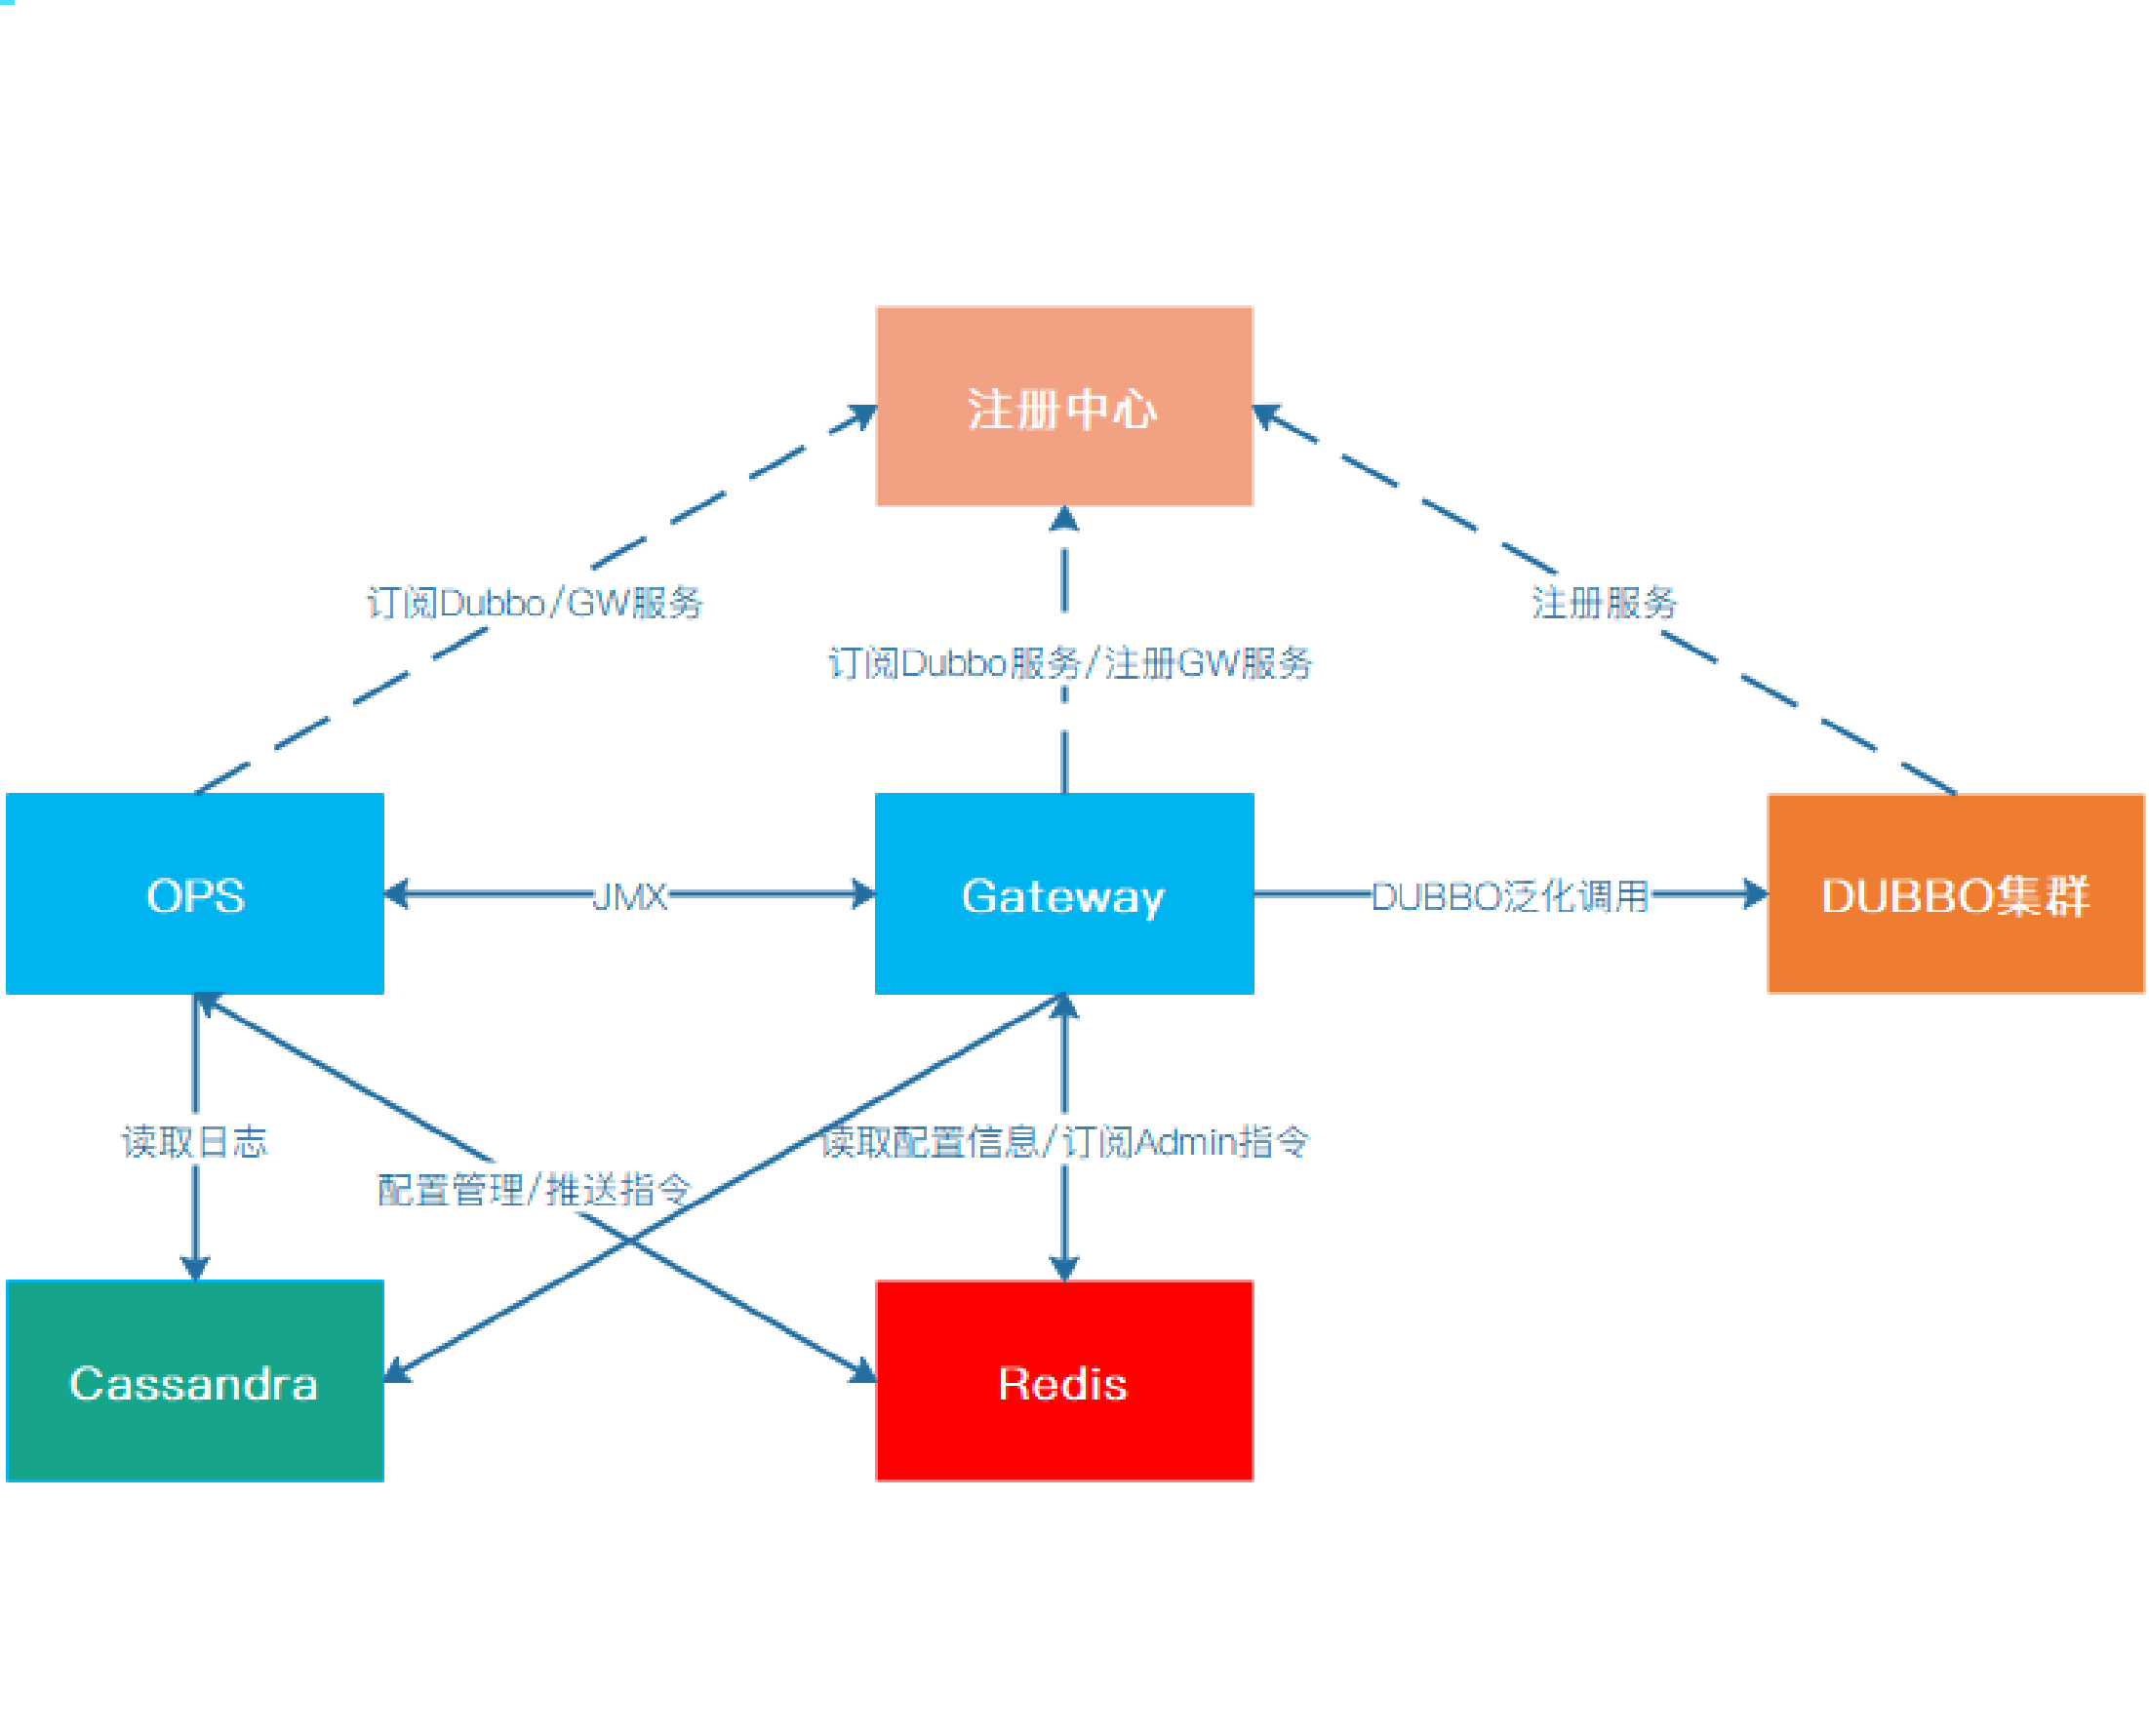 注册中心
订阅Dubbo/GW服务
注册服务
订阅Dubbo服务/注册GW服务
OPS
JMX
Gateway
DUBBO泛化调用
DUBBO集群
读取日志
读取配置信息/订阅Admin指令
配置管理/推送指令
Cassandra
Redis